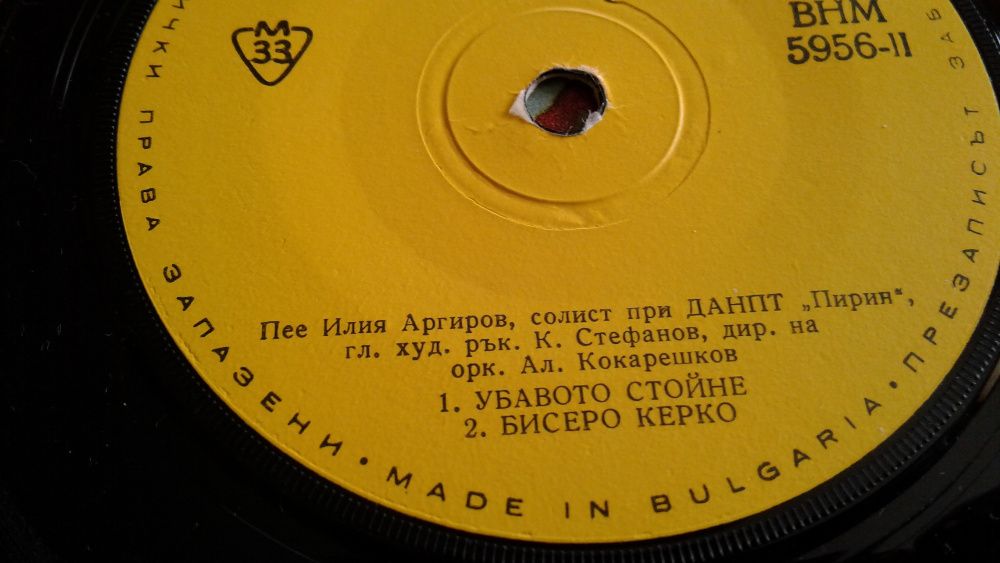 М
33
ВНМ
5956-II
Пее Илия Аргиров, солист при ДАНПТ „Пирин“,
гл. худ. рък. К. Стефанов, дир. на
орк. Ал. Кокарешков
1. УБАВОТО СТОЙНЕ
2. БИСЕРО КЕРКО
ПРАВА ЗАПАЗЕНИ • MADE IN BULGARIA • ПРЕЗАПИСЪТ